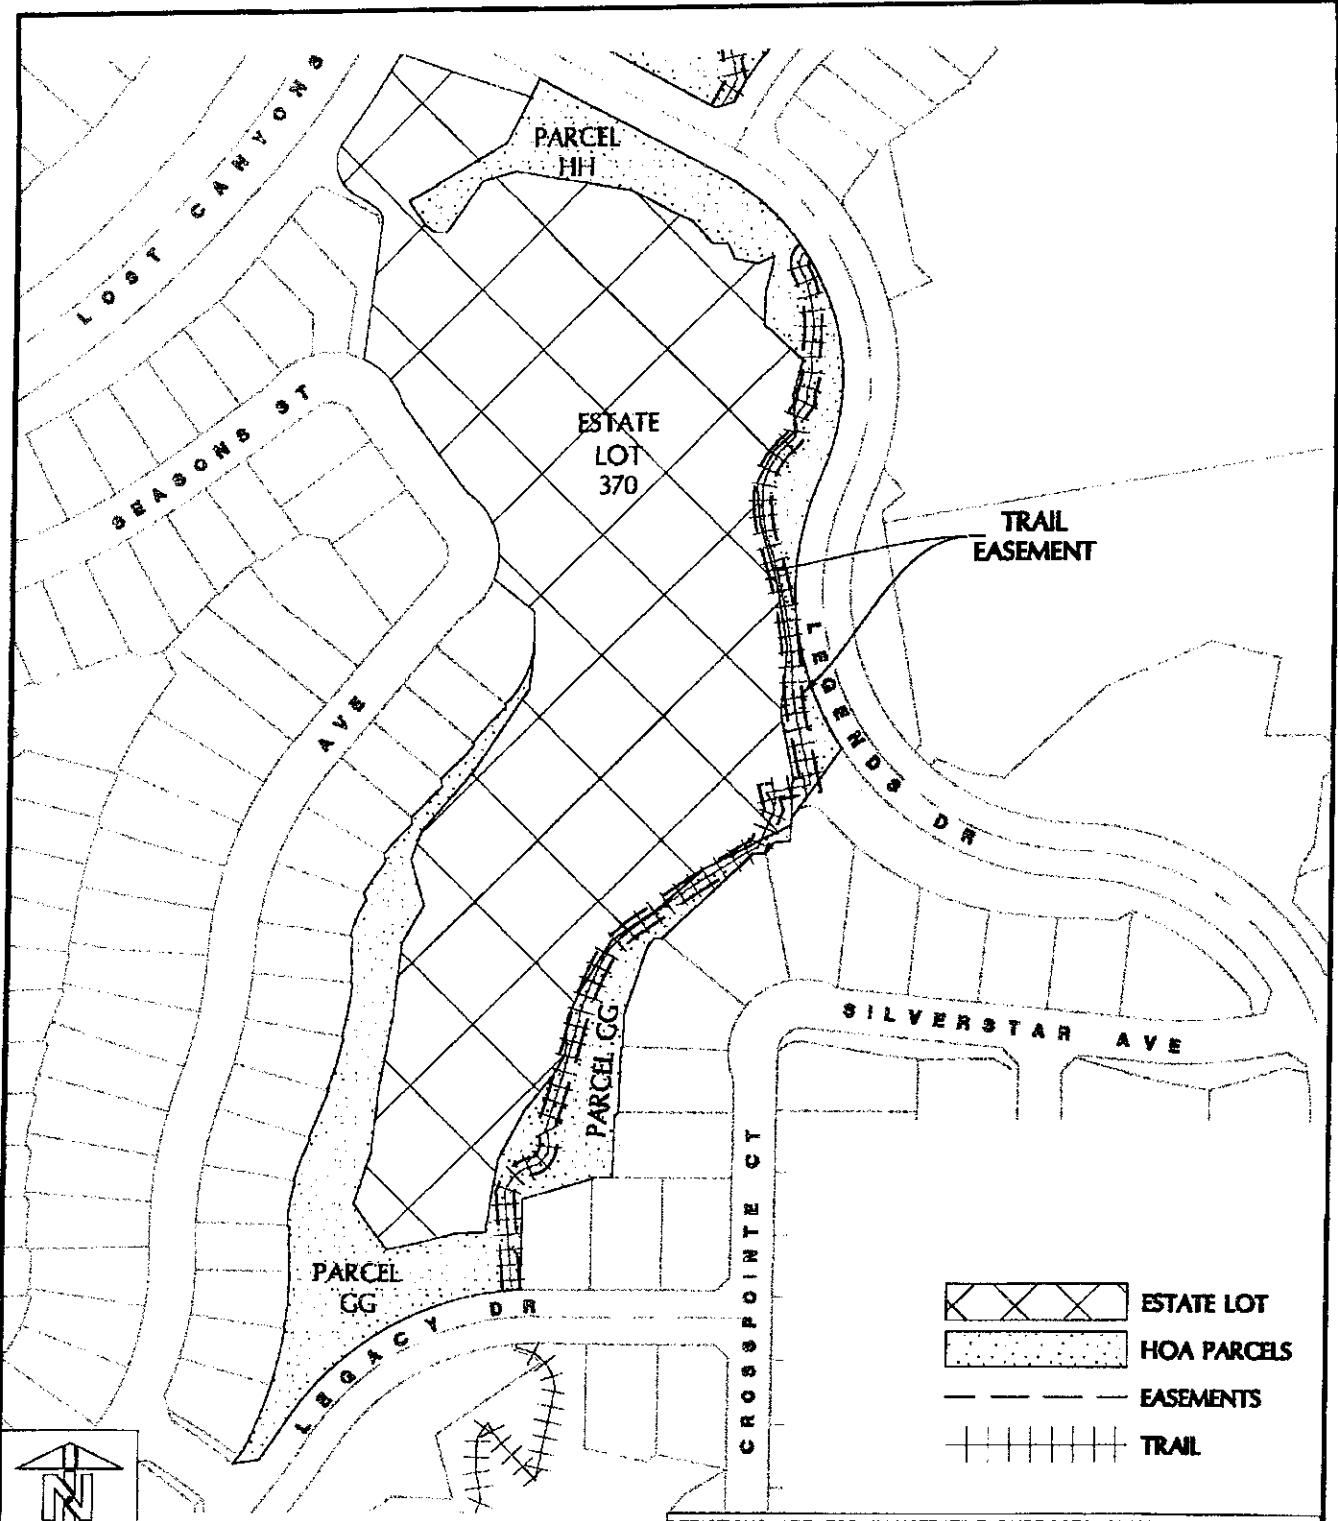 LOST CANYONS
PARCEL
HH
SEASONS ST
ESTATE
LOT
370
TRAIL
EASEMENT
LEGENDS DR
AVE
SILVERSTAR AVE
PARCEL GG
CROSSPOINTE CT
PARCEL
GG
LEGACY DR
ESTATE LOT
HOA PARCELS
EASEMENTS
TRAIL
N